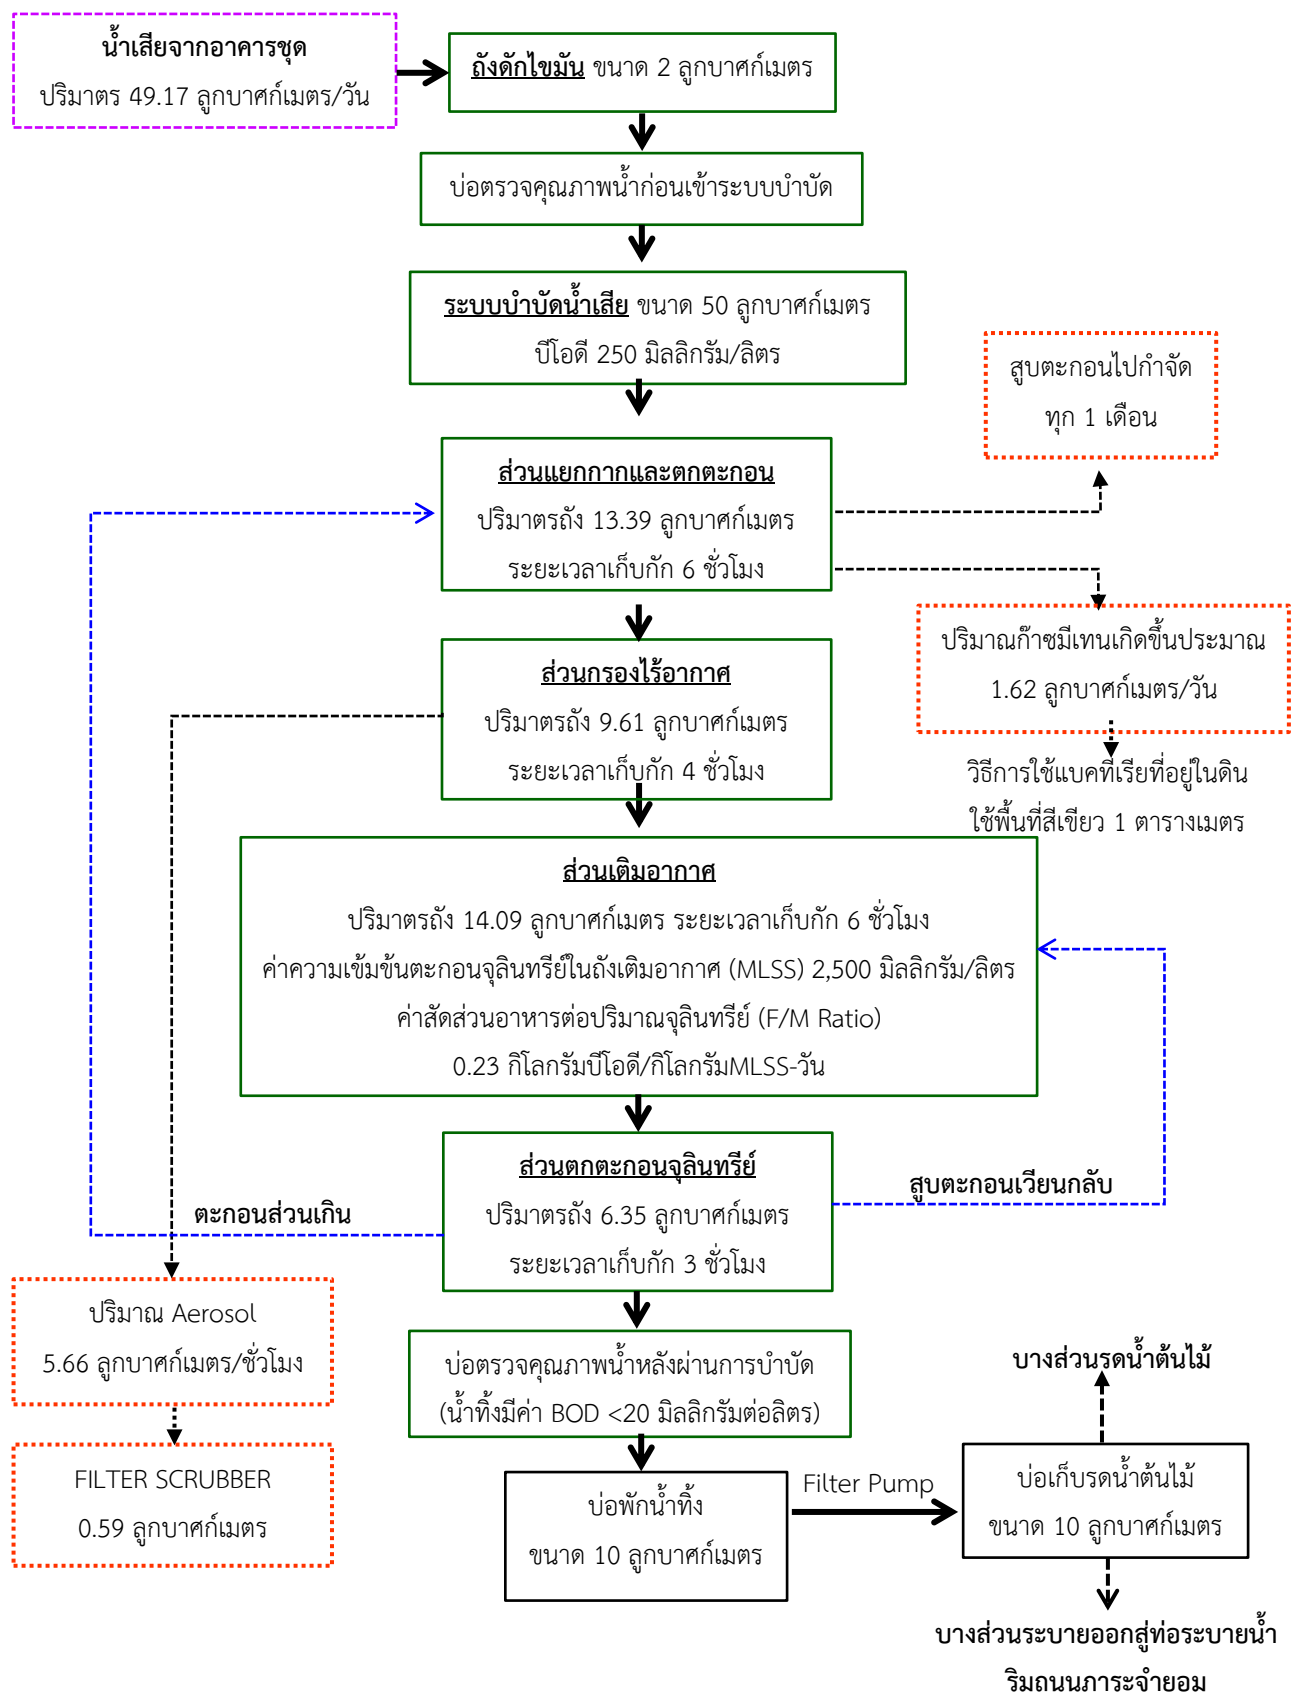 น้ำเสียจากอาคารชุด
ปริมาตร 49.17 ลูกบาศก์เมตร/วัน
ถังดักไขมัน ขนาด 2 ลูกบาศก์เมตร
บ่อตรวจคุณภาพน้ำก่อนเข้าระบบบำบัด
ระบบบำบัดน้ำเสีย ขนาด 50 ลูกบาศก์เมตร
บีโอดี 250 มิลลิกรัม/ลิตร
สูบตะกอนไปกำจัด
ทุก 1 เดือน
ส่วนแยกกากและตกตะกอน
ปริมาตรถัง 13.39 ลูกบาศก์เมตร
ระยะเวลาเก็บกัก 6 ชั่วโมง
ปริมาณก๊าซมีเทนเกิดขึ้นประมาณ
1.62 ลูกบาศก์เมตร/วัน
วิธีการใช้แบคที่เรียที่อยู่ในดิน
ใช้พื้นที่สีเขียว 1 ตารางเมตร
ส่วนกรองไร้อากาศ
ปริมาตรถัง 9.61 ลูกบาศก์เมตร
ระยะเวลาเก็บกัก 4 ชั่วโมง
ส่วนเติมอากาศ
ปริมาตรถัง 14.09 ลูกบาศก์เมตร ระยะเวลาเก็บกัก 6 ชั่วโมง
ค่าความเข้มข้นตะกอนจุลินทรีย์ในถังเติมอากาศ (MLSS) 2,500 มิลลิกรัม/ลิตร
ค่าสัดส่วนอาหารต่อปริมาณจุลินทรีย์ (F/M Ratio)
0.23 กิโลกรัมบีโอดี/กิโลกรัมMLSS-วัน
ส่วนตกตะกอนจุลินทรีย์
ปริมาตรถัง 6.35 ลูกบาศก์เมตร
ระยะเวลาเก็บกัก 3 ชั่วโมง
สูบตะกอนเวียนกลับ
ตะกอนส่วนเกิน
ปริมาณ Aerosol
5.66 ลูกบาศก์เมตร/ชั่วโมง
FILTER SCRUBBER
0.59 ลูกบาศก์เมตร
บ่อตรวจคุณภาพน้ำหลังผ่านการบำบัด
(น้ำทิ้งมีค่า BOD <20 มิลลิกรัมต่อลิตร)
บ่อพักน้ำทิ้ง
ขนาด 10 ลูกบาศก์เมตร
Filter Pump
บางส่วนรดน้ำต้นไม้
บ่อเก็บรดน้ำต้นไม้
ขนาด 10 ลูกบาศก์เมตร
บางส่วนระบายออกสู่ท่อระบายน้ำ
ริมถนนภาระจำยอม